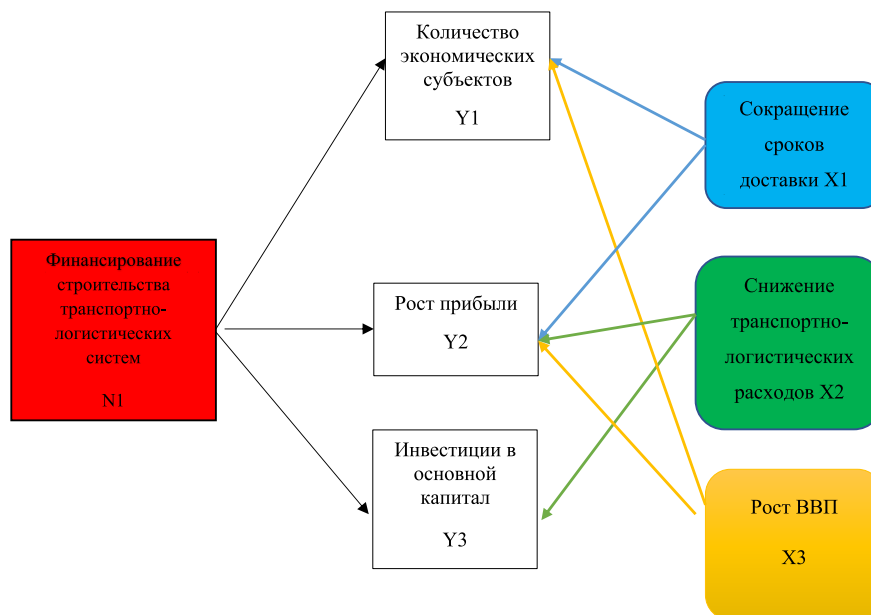 Количество
экономических
субъектов
Y1
Сокращение
сроков
доставки X1
Финансирование
строительства
транспортно-
логистических
систем
N1
Рост прибыли
Y2
Снижение
транспортно-
логистических
расходов X2
Инвестиции в
основной
капитал
Y3
Рост ВВП
X3